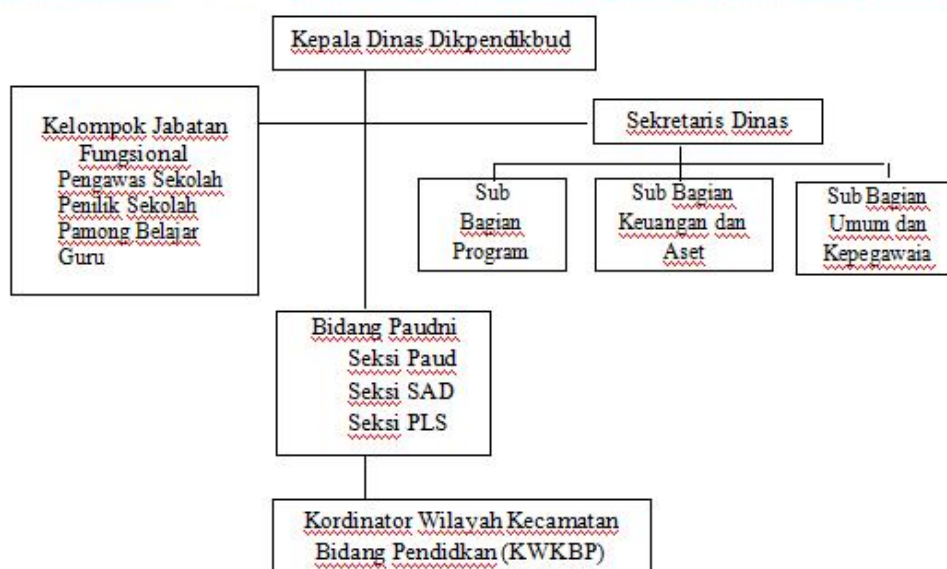 Kepala Dinas Dikpendikbud
Kelompok Jabatan
Fungsional
Pengawas Sekolah
Penilik Sekolah
Pamong Belajar
Guru
Sekretaris Dinas
Sub
Bagian
Program
Sub Bagian
Keuangan dan
Aset
Sub Bagian
Umum dan
Kepegawaia
Bidang Paudni
Seksi Paud
Seksi SAD
Seksi PLS
Kordinator Wilayah Kecamatan
Bidang Pendidkan (KWKBP)